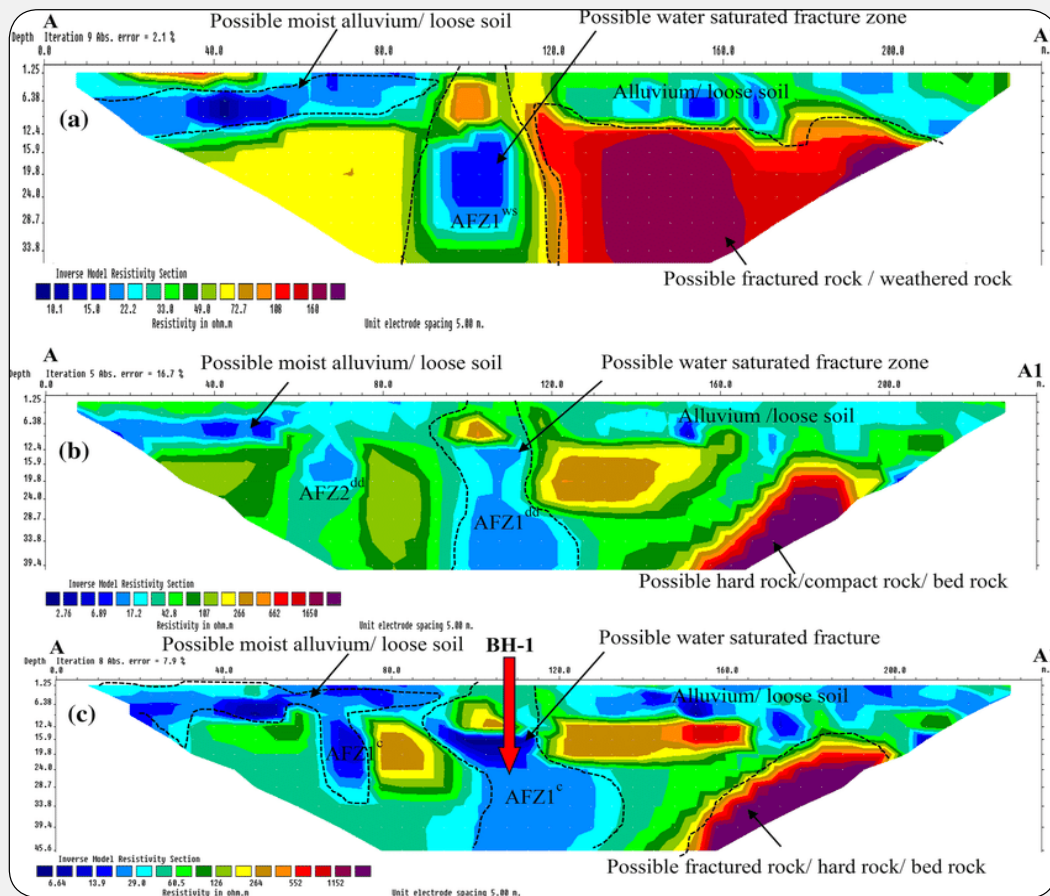 Possible moist alluvium/ loose soil
Possible water saturated fracture zone
A
A
Depth Iteration 9 Abs. error = 2.1 %
0.0 40.0 80.0 120.0 160.0 200.0 m.
1.25
6.38
12.4
15.9
19.8
24.0
28.7
33.8
(a)
Alluvium/ loose soil
AFZ1ws
Possible fractured rock / weathered rock
Inverse Model Resistivity Section
10.1 15.0 22.2 33.0 49.0 72.7 108 160
Resistivity in ohm.m
Unit electrode spacing 5.00 m.
A
Possible moist alluvium/ loose soil
Possible water saturated fracture zone
A1
Depth Iteration 5 Abs. error = 16.7 %
0.0 40.0 80.0 120.0 160.0 200.0 m.
1.25
6.38
12.4
15.9
19.8
24.0
28.7
33.8
39.4
(b)
Alluvium /loose soil
AFZ2dd
AFZ1dd
Possible hard rock/compact rock/ bed rock
Inverse Model Resistivity Section
2.76 6.89 17.2 42.8 107 266 662 1650
Resistivity in ohm.m
Unit electrode spacing 5.00 m.
A
Possible moist alluvium/ loose soil
BH-1
Possible water saturated fracture
A
Depth Iteration 8 Abs. error = 7.9 %
0.0 40.0 80.0 120.0 160.0 200.0 m.
1.25
6.38
12.4
15.9
19.8
24.0
28.7
33.8
39.4
45.6
(c)
Alluvium/ loose soil
AFZ1c
AFZ1c
Possible fractured rock/ hard rock/ bed rock
Inverse Model Resistivity Section
6.64 13.9 29.0 60.5 126 264 552 1152
Resistivity in ohm.m
Unit electrode spacing 5.00 m.